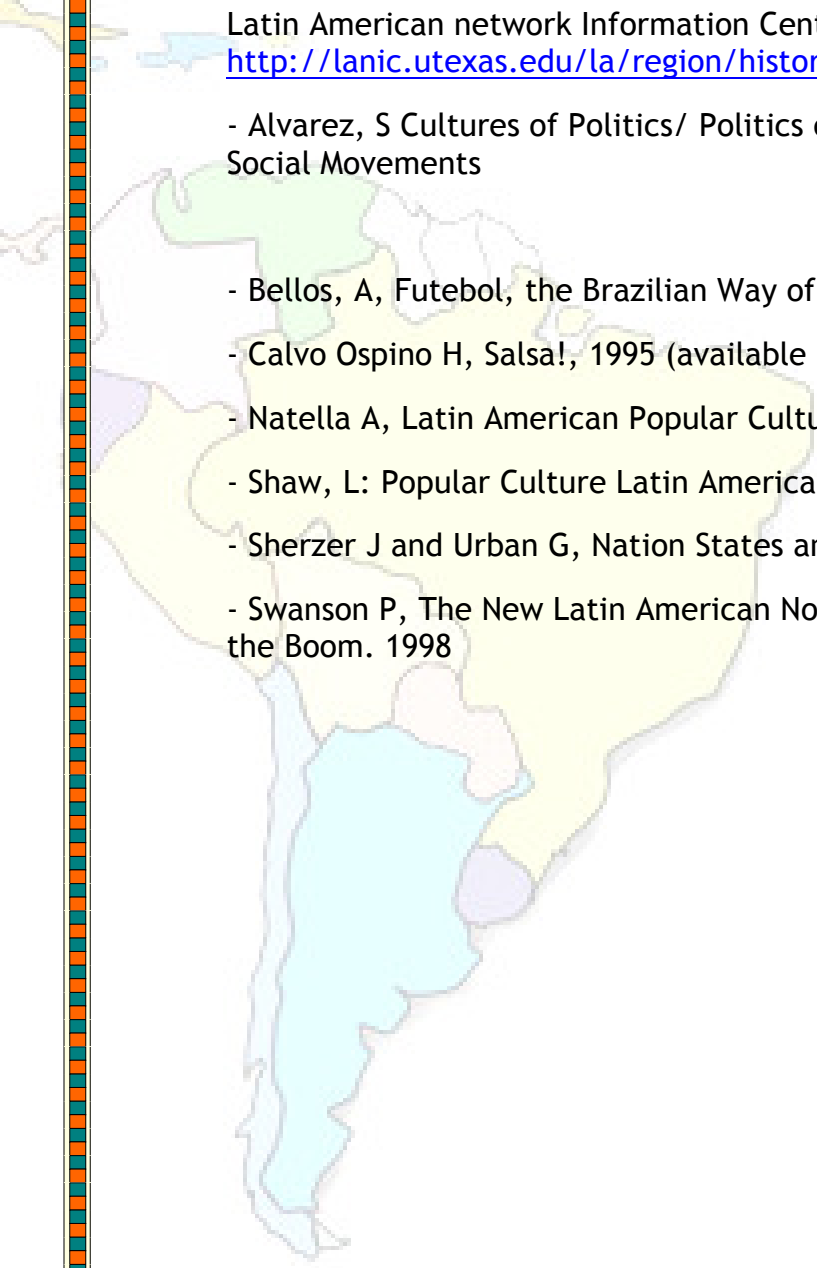 Latin American network Information Cent
http://lanic.utexas.edu/la/region/histor
- Alvarez, S Cultures of Politics/ Politics
Social Movements
- Bellos, A, Futebol, the Brazilian Way of
- Calvo Ospino H, Salsa!, 1995 (available
- Natella A, Latin American Popular Cultu
- Shaw, L: Popular Culture Latin America
- Sherzer J and Urban G, Nation States
- Swanson P, The New Latin American No
the Boom. 1998